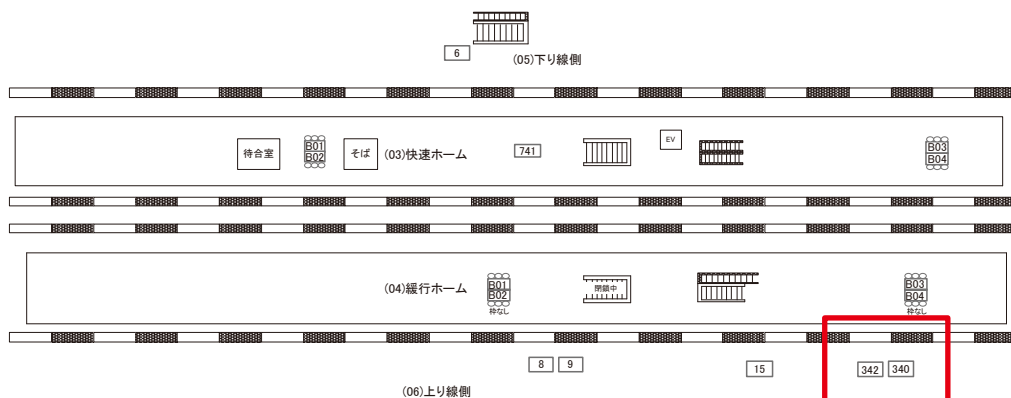 6
(05)下り線側
待合室
B01
B02
そば
(03)快速ホーム
741
EV
B03
B04
(04)緩行ホーム
B01
B02
枠なし
閉鎖中
B03
B04
枠なし
8
9
15
342
340
(06)上り線側